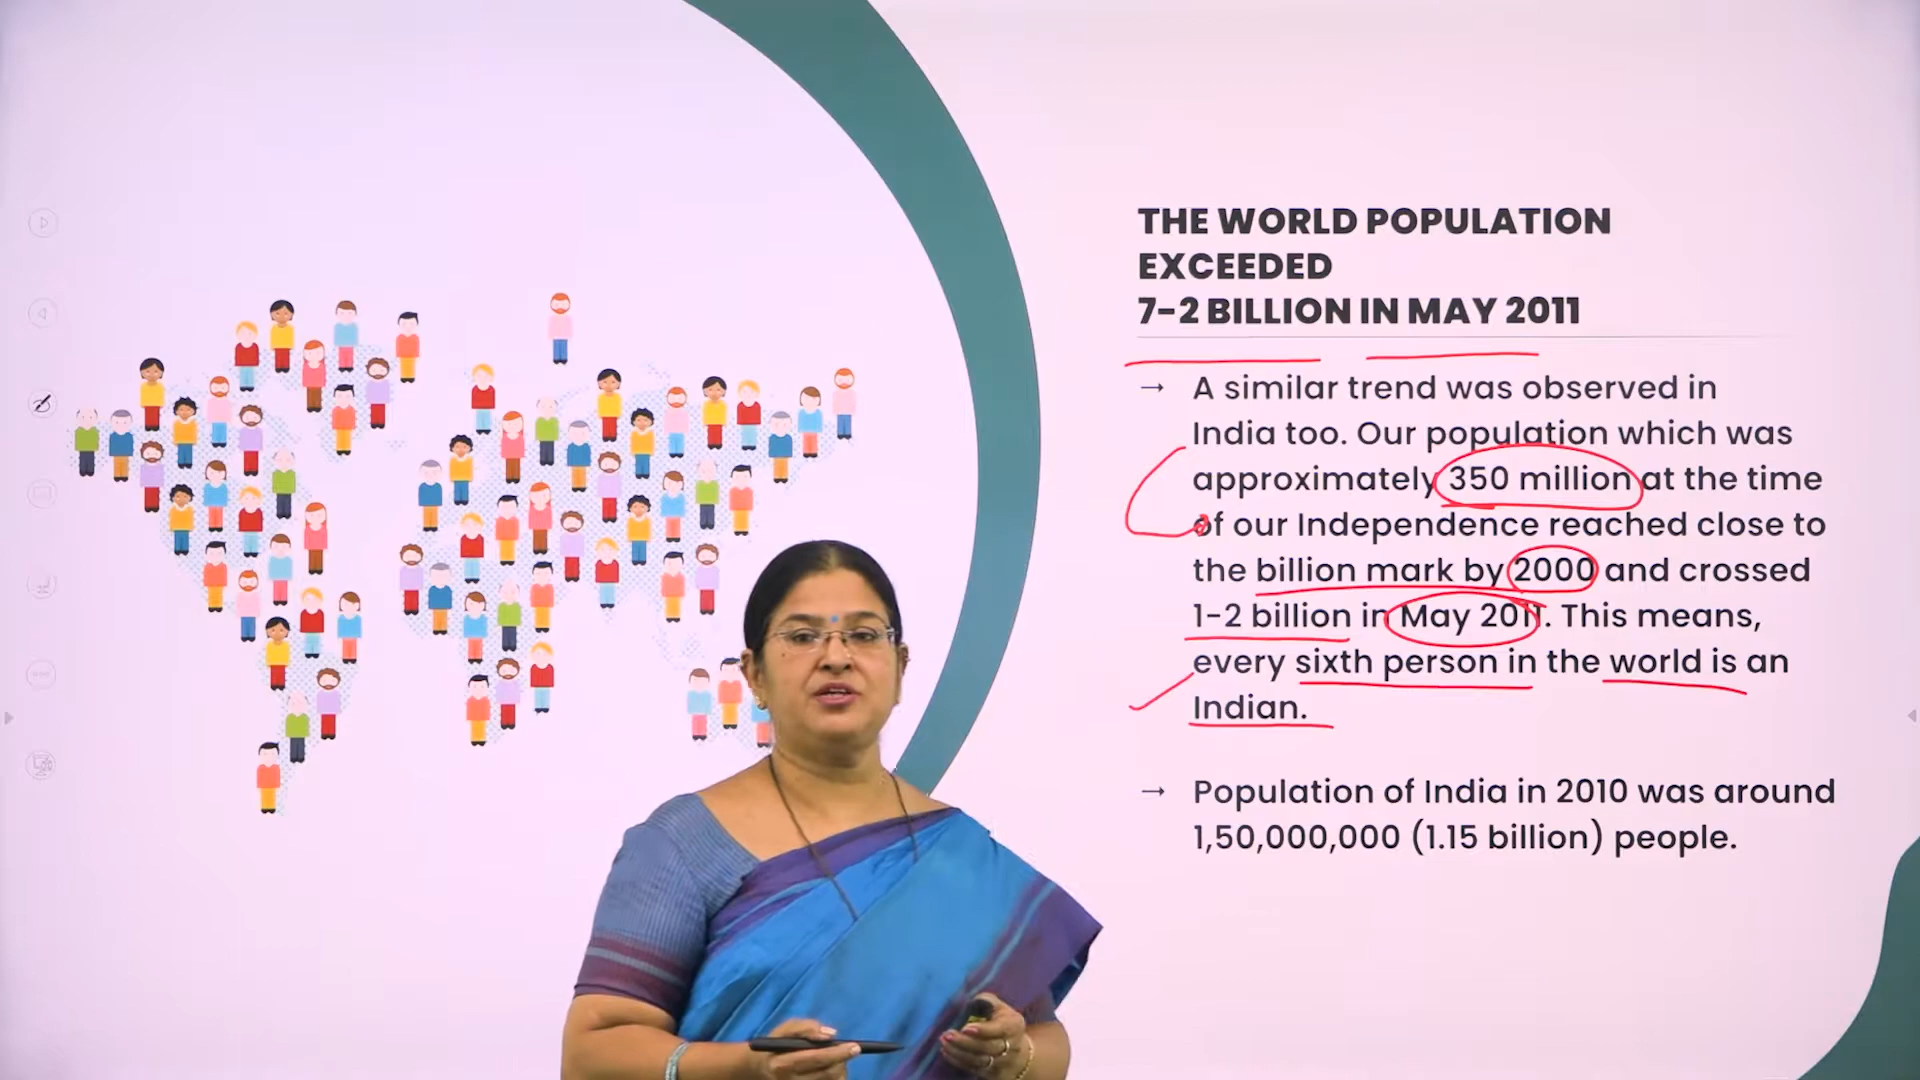 THE WORLD POPULATION
EXCEEDED
7-2 BILLION IN MAY 2011
→ A similar trend was observed in
India too. Our population which was
approximately 350 million at the time
of our Independence reached close to
the billion mark by 2000 and crossed
1-2 billion in May 2011. This means,
every sixth person in the world is an
Indian.
→ Population of India in 2010 was around
1,50,000,000 (1.15 billion) people.